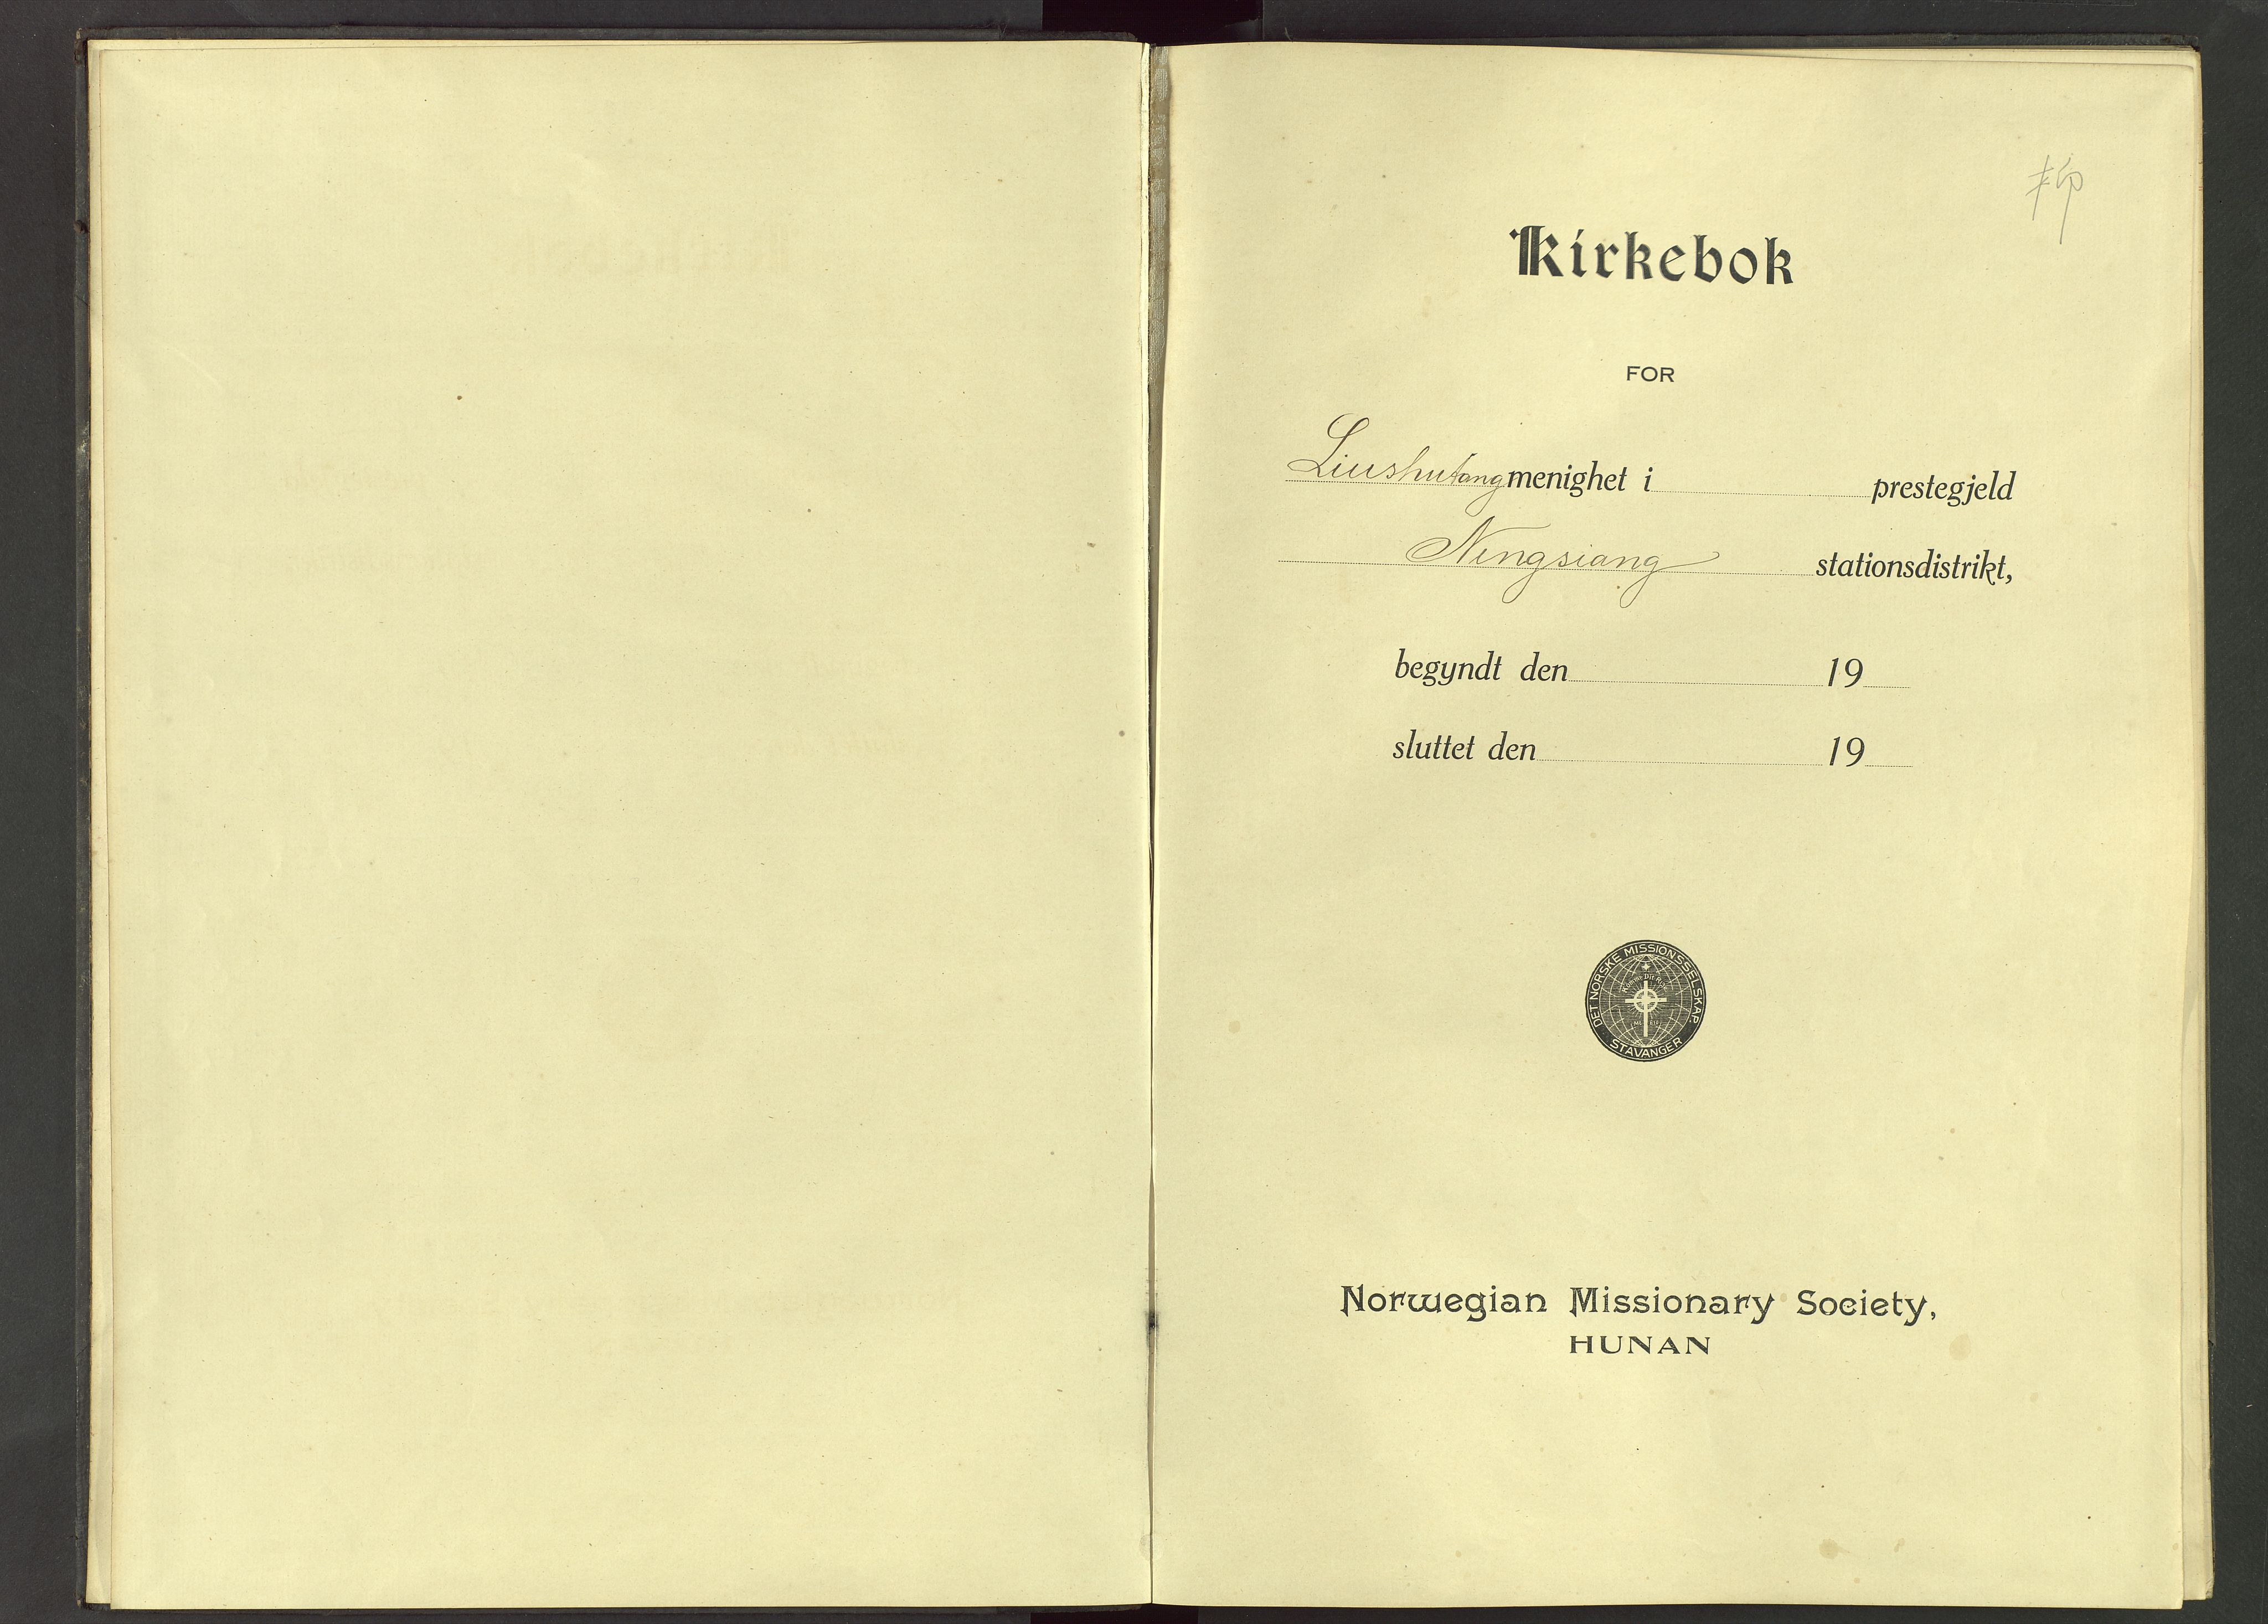 柳
Kirkebok
FOR
Liushutang menighet i prestegjeld
Ningsiang stationsdistrikt,
begyndt den 19
sluttet den 19
DET NORSKE MISSIONSSELSKAP
STAVANGER
Norwegian Missionary Society,
HUNAN